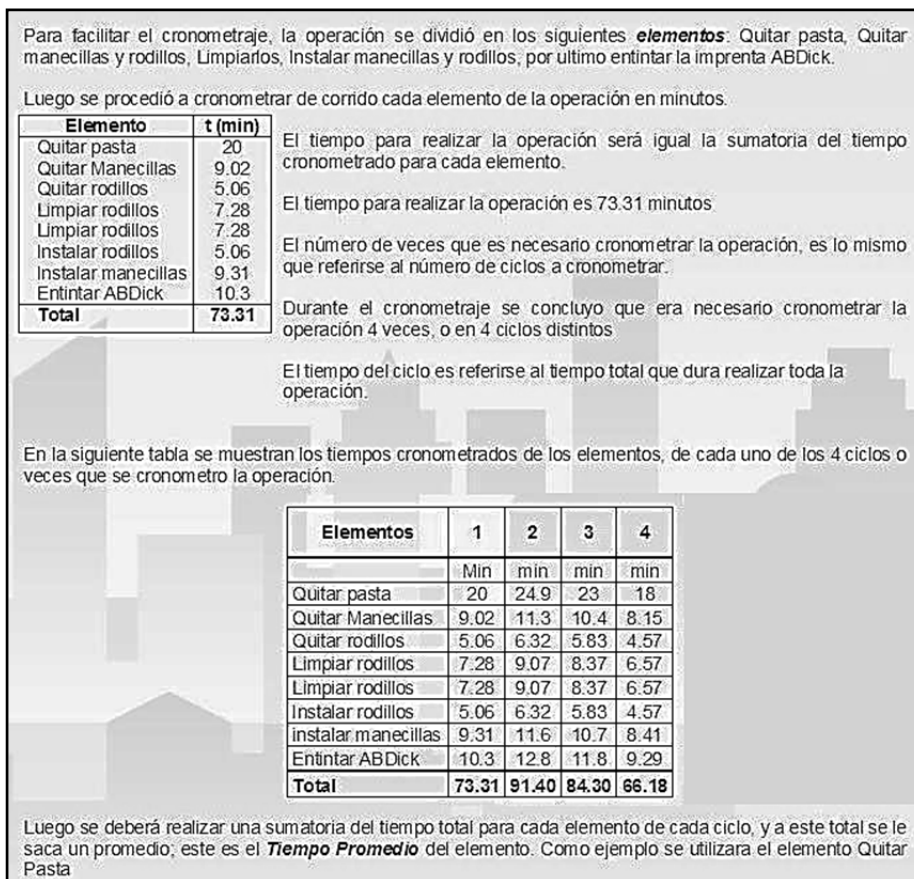 Para facilitar el cronometraje, la operación se dividió en los siguientes elementos: Quitar pasta, Quitar
manecillas y rodillos, Limpiarlos, Instalar manecillas y rodillos, por ultimo entintar la imprenta ABDick.
Luego se procedió a cronometrar de corrido cada elemento de la operación en minutos.
Elemento t (min)
Quitar pasta 20
Quitar Manecillas 9.02
Quitar rodillos 5.06
Limpiar rodillos 7.28
Limpiar rodillos 7.28
Instalar rodillos 5.06
Instalar manecillas 9.31
Entintar ABDick 10.3
Total 73.31
El tiempo para realizar la operación será igual la sumatoria del tiempo
cronometrado para cada elemento.
El tiempo para realizar la operación es 73.31 minutos
El número de veces que es necesario cronometrar la operación, es lo mismo
que referirse al número de ciclos a cronometrar.
Durante el cronometraje se concluyo que era necesario cronometrar la
operación 4 veces, o en 4 ciclos distintos
El tiempo del ciclo es referirse al tiempo total que dura realizar toda la
operación.
En la siguiente tabla se muestran los tiempos cronometrados de los elementos, de cada uno de los 4 ciclos o
veces que se cronometro la operación.
Elementos 1 2 3 4
Min min min min
Quitar pasta 20 24.9 23 18
Quitar Manecillas 9.02 11.3 10.4 8.15
Quitar rodillos 5.06 6.32 5.83 4.57
Limpiar rodillos 7.28 9.07 8.37 6.57
Limpiar rodillos 7.28 9.07 8.37 6.57
Instalar rodillos 5.06 6.32 5.83 4.57
instalar manecillas 9.31 11.6 10.7 8.41
Entintar ABDick 10.3 12.8 11.8 9.29
Total 73.31 91.40 84.30 66.18
Luego se deberá realizar una sumatoria del tiempo total para cada elemento de cada ciclo, y a este total se le
saca un promedio, este es el Tiempo Promedio del elemento. Como ejemplo se utilizara el elemento Quitar
Pasta